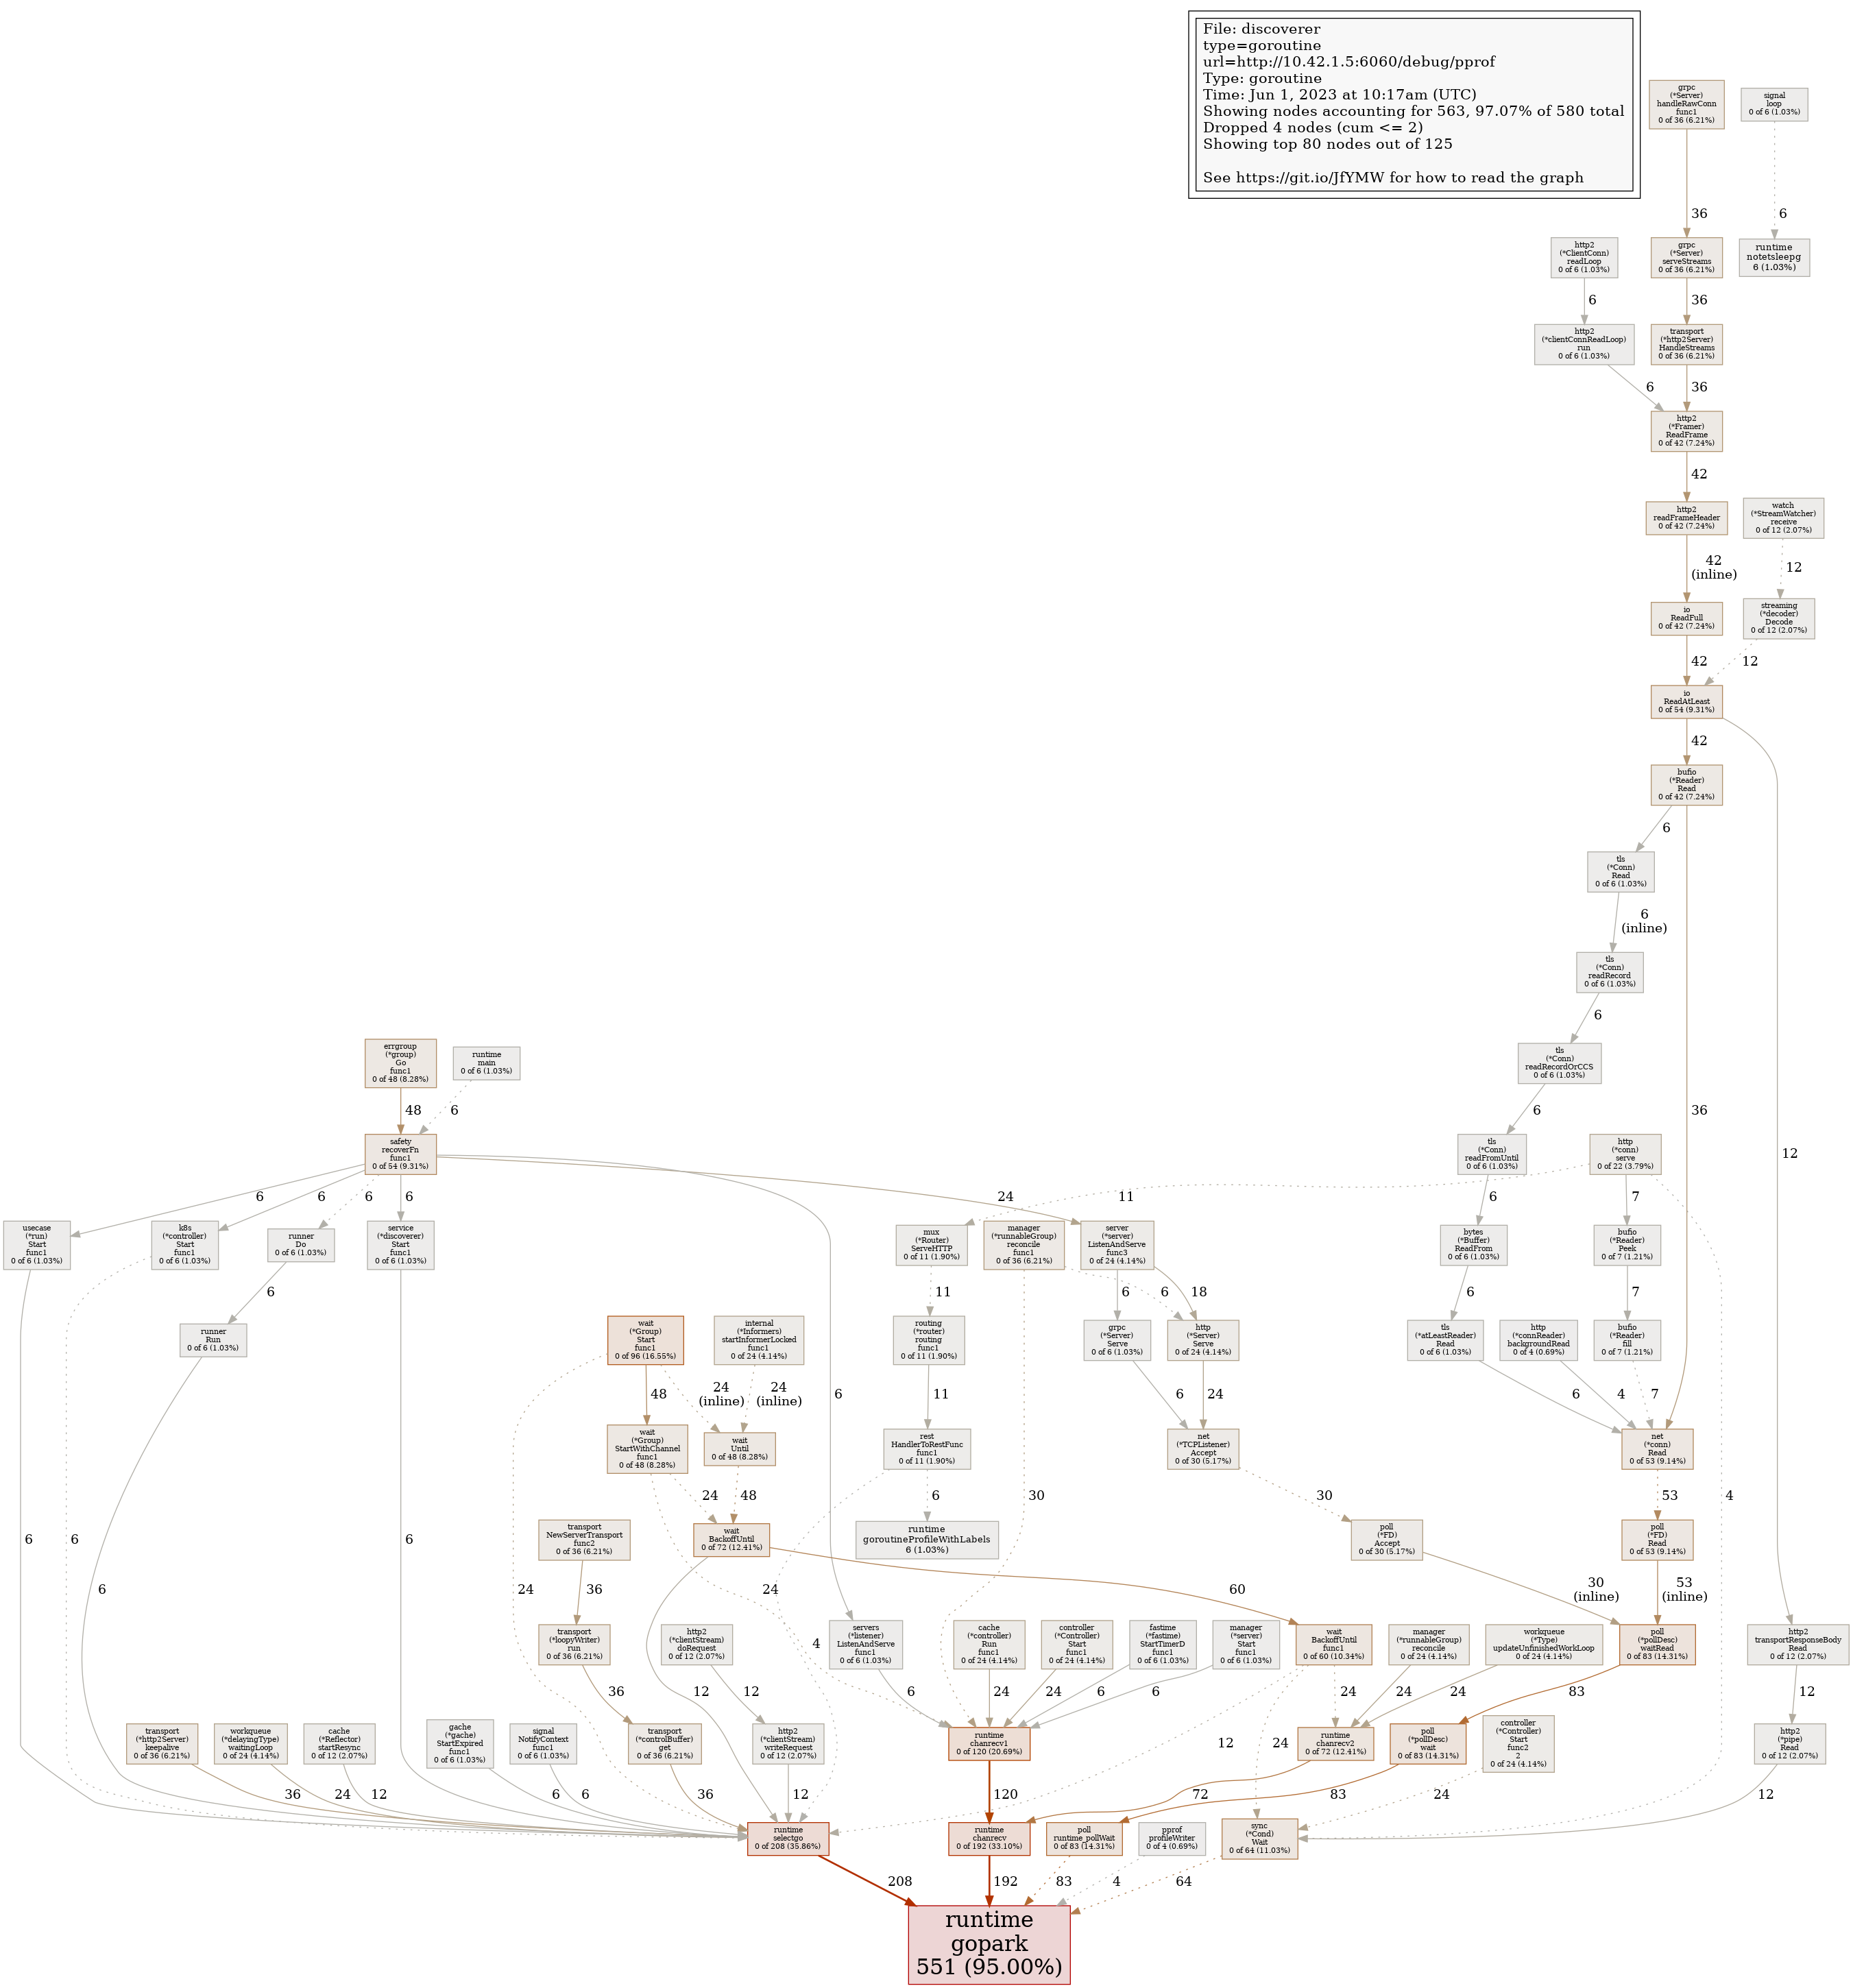 File: discoverer
type=goroutine
url=http://10.42.1.5:6060/debug/pprof
Type: goroutine
Time: Jun 1, 2023 at 10:17am (UTC)
Showing nodes accounting for 563, 97.07% of 580 total
Dropped 4 nodes (cum <= 2)
Showing top 80 nodes out of 125
See https://git.io/JfYMW for how to read the graph
grpc
(*Server)
handleRawConn
func1
0 of 36 (6.21%)
signal
loop
0 of 6 (1.03%)
36
6
http2
(*ClientConn)
readLoop
0 of 6 (1.03%)
grpc
(*Server)
serveStreams
0 of 36 (6.21%)
runtime
notetsleepg
6 (1.03%)
6
36
http2
(*clientConnReadLoop)
run
0 of 6 (1.03%)
transport
(*http2Server)
HandleStreams
0 of 36 (6.21%)
6
36
http2
(*Framer)
ReadFrame
0 of 42 (7.24%)
42
http2
readFrameHeader
0 of 42 (7.24%)
watch
(*StreamWatcher)
receive
0 of 12 (2.07%)
42
(inline)
12
io
ReadFull
0 of 42 (7.24%)
streaming
(*decoder)
Decode
0 of 12 (2.07%)
42
12
io
ReadAtLeast
0 of 54 (9.31%)
42
bufio
(*Reader)
Read
0 of 42 (7.24%)
6
tls
(*Conn)
Read
0 of 6 (1.03%)
6
(inline)
tls
(*Conn)
readRecord
0 of 6 (1.03%)
6
errgroup
(*group)
Go
func1
0 of 48 (8.28%)
runtime
main
0 of 6 (1.03%)
tls
(*Conn)
readRecordOrCCS
0 of 6 (1.03%)
48
6
6
36
safety
recoverFn
func1
0 of 54 (9.31%)
tls
(*Conn)
readFromUntil
0 of 6 (1.03%)
http
(*conn)
serve
0 of 22 (3.79%)
12
6
6
6
6
24
11
6
7
usecase
(*run)
Start
func1
0 of 6 (1.03%)
k8s
(*controller)
Start
func1
0 of 6 (1.03%)
runner
Do
0 of 6 (1.03%)
service
(*discoverer)
Start
func1
0 of 6 (1.03%)
mux
(*Router)
ServeHTTP
0 of 11 (1.90%)
manager
(*runnableGroup)
reconcile
func1
0 of 36 (6.21%)
server
(*server)
ListenAndServe
func3
0 of 24 (4.14%)
bytes
(*Buffer)
ReadFrom
0 of 6 (1.03%)
bufio
(*Reader)
Peek
0 of 7 (1.21%)
6
11
6
6
18
6
7
4
runner
Run
0 of 6 (1.03%)
wait
(*Group)
Start
func1
0 of 96 (16.55%)
internal
(*Informers)
startInformerLocked
func1
0 of 24 (4.14%)
routing
(*router)
routing
func1
0 of 11 (1.90%)
grpc
(*Server)
Serve
0 of 6 (1.03%)
http
(*Server)
Serve
0 of 24 (4.14%)
tls
(*atLeastReader)
Read
0 of 6 (1.03%)
http
(*connReader)
backgroundRead
0 of 4 (0.69%)
bufio
(*Reader)
fill
0 of 7 (1.21%)
48
24
(inline)
24
(inline)
6
11
6
24
6
4
7
wait
(*Group)
StartWithChannel
func1
0 of 48 (8.28%)
wait
Until
0 of 48 (8.28%)
rest
HandlerToRestFunc
func1
0 of 11 (1.90%)
net
(*TCPListener)
Accept
0 of 30 (5.17%)
net
(*conn)
Read
0 of 53 (9.14%)
24
48
6
30
30
53
6
6
6
transport
NewServerTransport
func2
0 of 36 (6.21%)
wait
BackoffUntil
0 of 72 (12.41%)
runtime
goroutineProfileWithLabels
6 (1.03%)
poll
(*FD)
Accept
0 of 30 (5.17%)
poll
(*FD)
Read
0 of 53 (9.14%)
6
24
36
24
60
30
(inline)
53
(inline)
transport
(*loopyWriter)
run
0 of 36 (6.21%)
http2
(*clientStream)
doRequest
0 of 12 (2.07%)
4
servers
(*listener)
ListenAndServe
func1
0 of 6 (1.03%)
cache
(*controller)
Run
func1
0 of 24 (4.14%)
controller
(*Controller)
Start
func1
0 of 24 (4.14%)
fastime
(*fastime)
StartTimerD
func1
0 of 6 (1.03%)
manager
(*server)
Start
func1
0 of 6 (1.03%)
wait
BackoffUntil
func1
0 of 60 (10.34%)
manager
(*runnableGroup)
reconcile
0 of 24 (4.14%)
workqueue
(*Type)
updateUnfinishedWorkLoop
0 of 24 (4.14%)
poll
(*pollDesc)
waitRead
0 of 83 (14.31%)
http2
transportResponseBody
Read
0 of 12 (2.07%)
36
12
12
6
24
24
6
6
24
24
24
83
12
transport
(*http2Server)
keepalive
0 of 36 (6.21%)
workqueue
(*delayingType)
waitingLoop
0 of 24 (4.14%)
cache
(*Reflector)
startResync
0 of 12 (2.07%)
gache
(*gache)
StartExpired
func1
0 of 6 (1.03%)
signal
NotifyContext
func1
0 of 6 (1.03%)
transport
(*controlBuffer)
get
0 of 36 (6.21%)
http2
(*clientStream)
writeRequest
0 of 12 (2.07%)
runtime
chanrecv1
0 of 120 (20.69%)
12
24
runtime
chanrecv2
0 of 72 (12.41%)
poll
(*pollDesc)
wait
0 of 83 (14.31%)
controller
(*Controller)
Start
func2
2
0 of 24 (4.14%)
http2
(*pipe)
Read
0 of 12 (2.07%)
36
24
12
6
6
36
12
120
72
83
24
12
runtime
selectgo
0 of 208 (35.86%)
runtime
chanrecv
0 of 192 (33.10%)
poll
runtime_pollWait
0 of 83 (14.31%)
pprof
profileWriter
0 of 4 (0.69%)
sync
(*Cond)
Wait
0 of 64 (11.03%)
208
192
83
4
64
runtime
gopark
551 (95.00%)